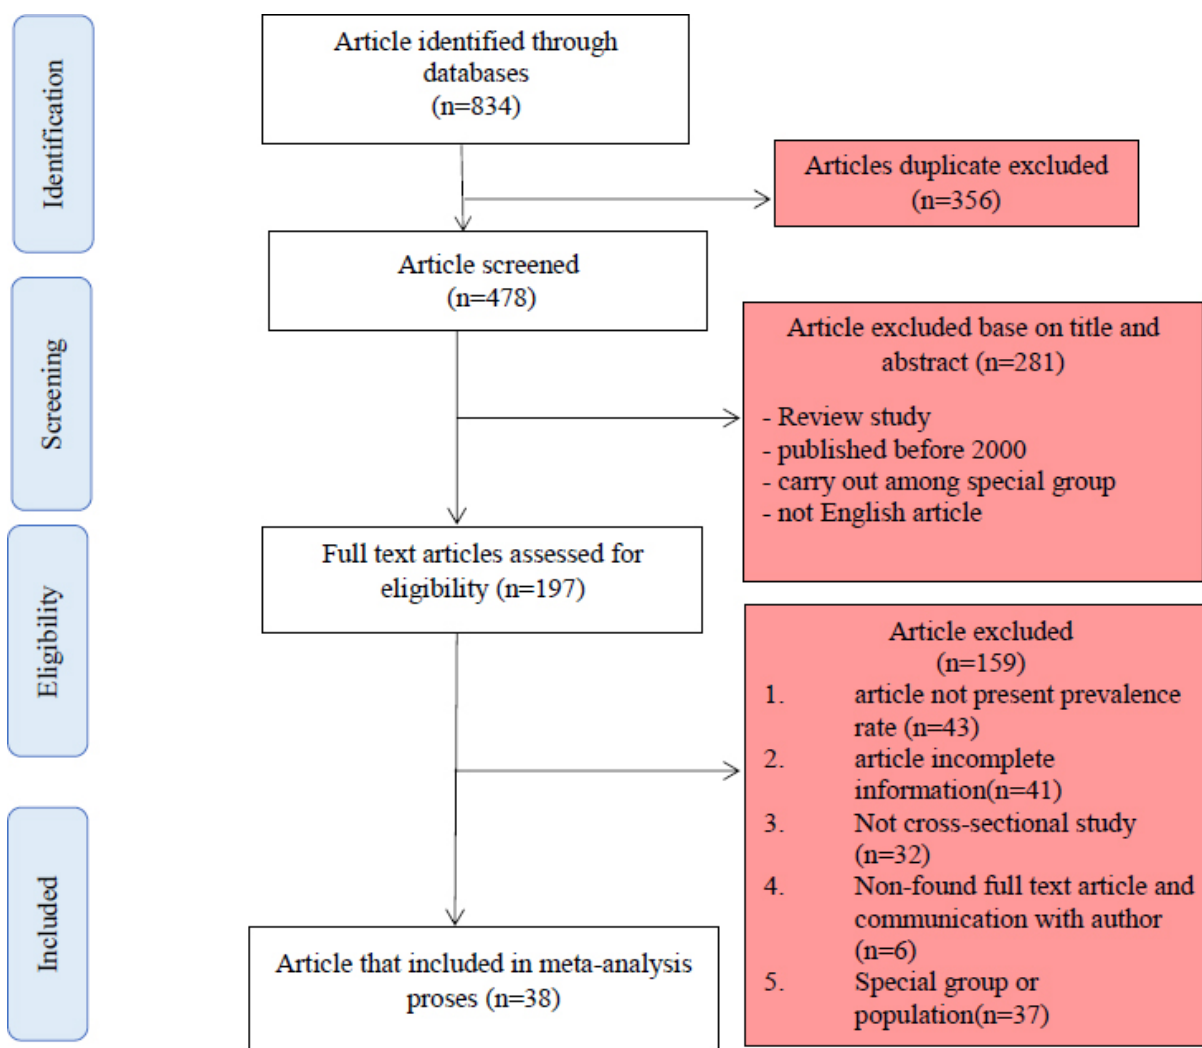 Identification
Article identified through
databases
(n=834)
Articles duplicate excluded
(n=356)
Screening
Article screened
(n=478)
Article excluded base on title and
abstract (n=281)
- Review study
- published before 2000
- carry out among special group
- not English article
Eligibility
Full text articles assessed for
eligibility (n=197)
Article excluded
(n=159)
1. article not present prevalence
rate (n=43)
2. article incomplete
information(n=41)
3. Not cross-sectional study
(n=32)
4. Non-found full text article and
communication with author
(n=6)
5. Special group or
population(n=37)
Included
Article that included in meta-analysis
proses (n=38)